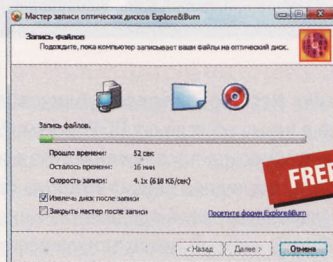 Мастер записи оптических дисков Explore&Burn
Запись файлов
Подождите, пока компьютер записывает ваши файлы на оптический диск.
Запись файлов.
Прошло времени: 52 сек
Осталось времени: 16 мин
Скорость записи: 4.1x (618 КБ/сек)
Извлечь диск после записи
Закрыть мастер после записи
Посетите форум Explore&Burn
< Назад
Далее >
Отмена
FREE